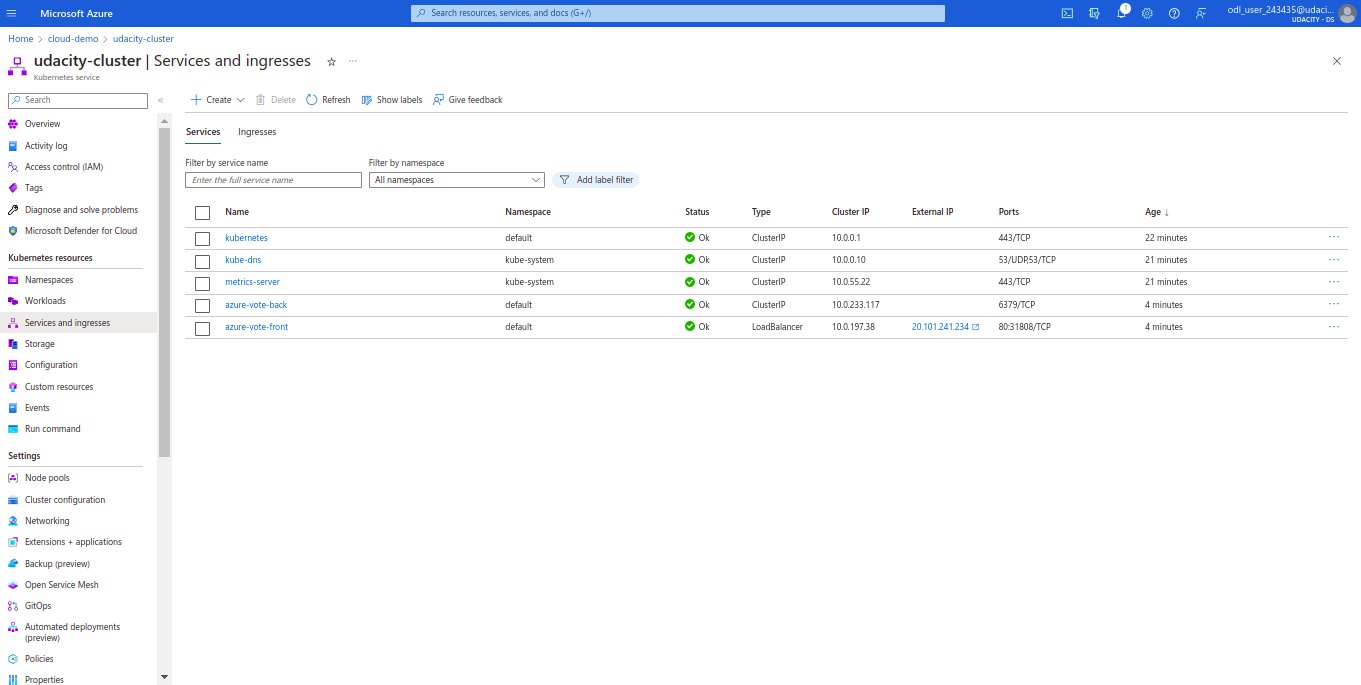 Microsoft Azure
Search resources, services, and docs (G+/)
1
odl_user_243435@udaci...
UDACITY - DS
Home > cloud-demo > udacity-cluster
udacity-cluster | Services and ingresses
Kubernetes service
Search
Overview
Activity log
Access control (IAM)
Tags
Diagnose and solve problems
Microsoft Defender for Cloud
Kubernetes resources
Namespaces
Workloads
Services and ingresses
Storage
Configuration
Custom resources
Events
Run command
Settings
Node pools
Cluster configuration
Networking
Extensions + applications
Backup (preview)
Open Service Mesh
GitOps
Automated deployments
(preview)
Policies
Properties
Create Delete Refresh Show labels Give feedback
Services Ingresses
Filter by service name Filter by namespace
Enter the full service name All namespaces Add label filter
Name Namespace Status Type Cluster IP External IP Ports Age ↓
kubernetes default Ok ClusterIP 10.0.0.1 443/TCP 22 minutes
kube-dns kube-system Ok ClusterIP 10.0.0.10 53/UDP,53/TCP 21 minutes
metrics-server kube-system Ok ClusterIP 10.0.55.22 443/TCP 21 minutes
azure-vote-back default Ok ClusterIP 10.0.233.117 6379/TCP 4 minutes
azure-vote-front default Ok LoadBalancer 10.0.197.38 20.101.241.234 80:31808/TCP 4 minutes